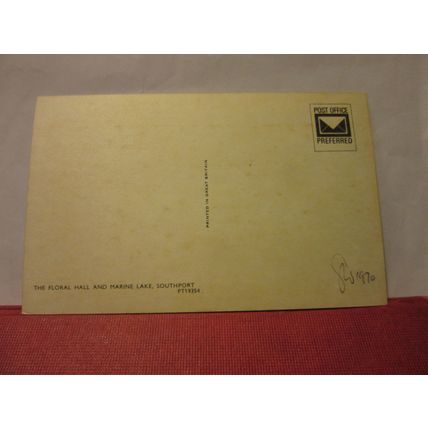 POST OFFICE
PREFERRED
PRINTED IN GREAT BRITAIN
THE FLORAL HALL AND MARINE LAKE, SOUTHPORT
PT19354
1970